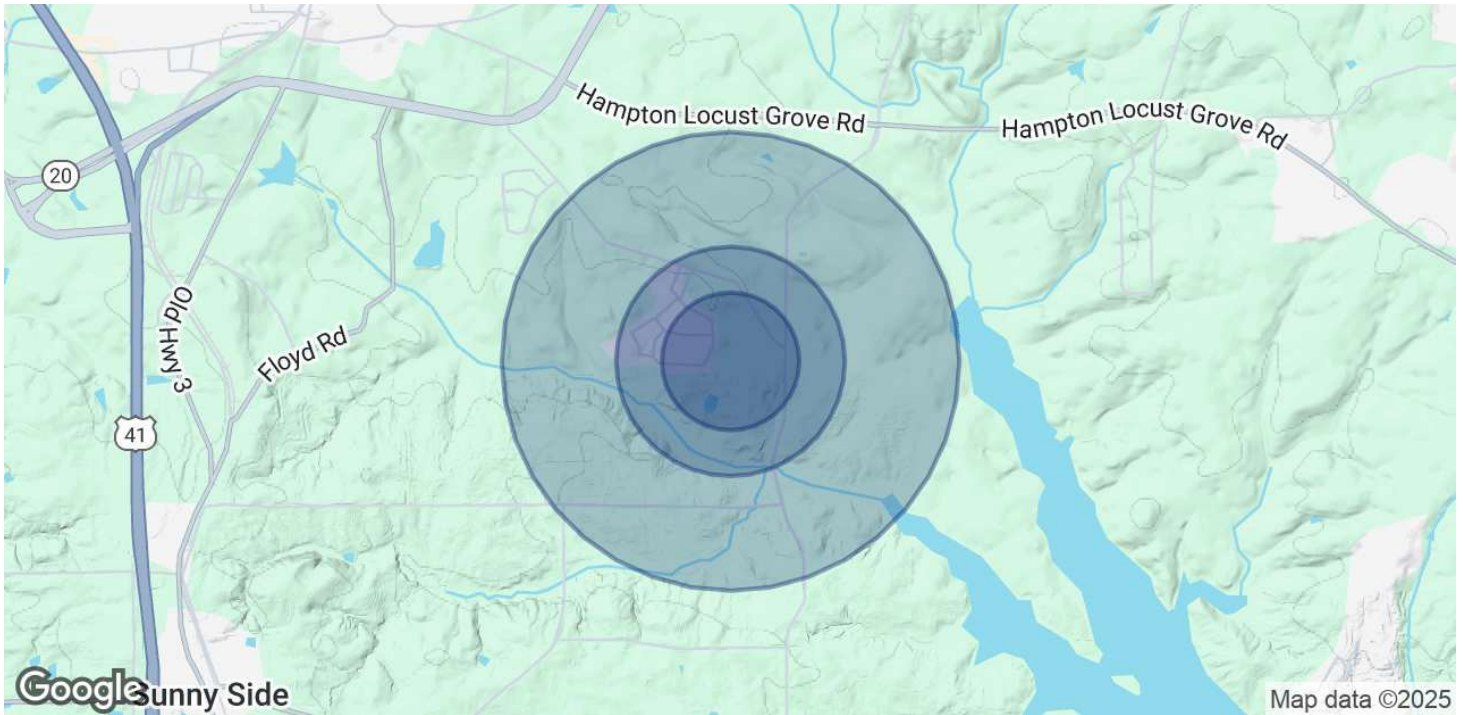 Hampton Locust Grove Rd
Hampton Locust Grove Rd
20
Old Hwy 3
Floyd Rd
41
Google
Sunny Side
Map data ©2025